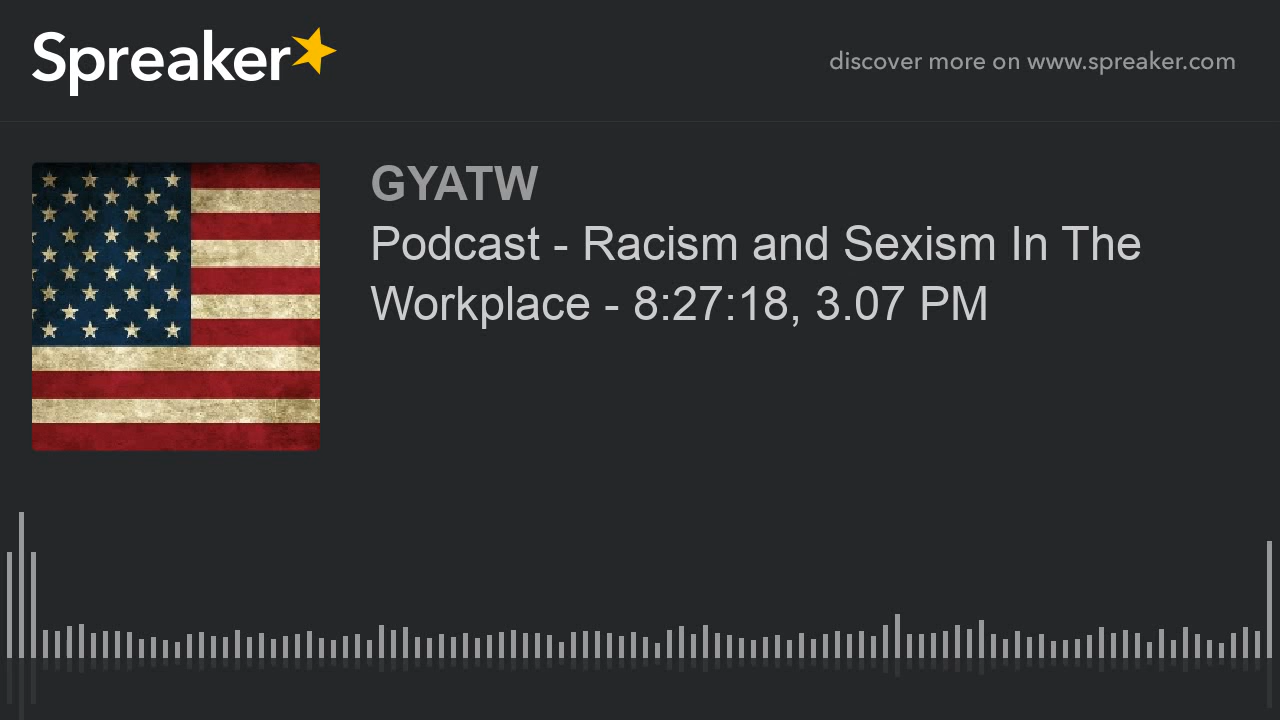 Spreaker
discover more on www.spreaker.com
GYATW
Podcast - Racism and Sexism In The
Workplace - 8:27:18, 3.07 PM